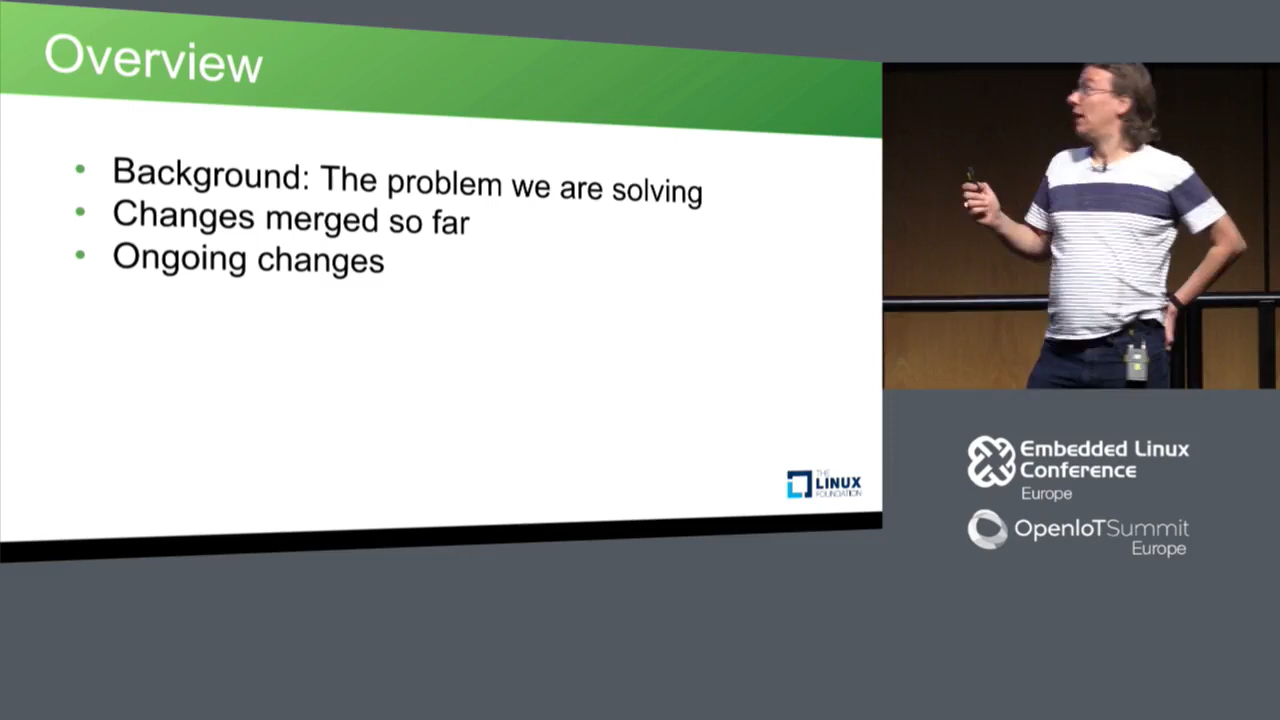 Overview
• Background: The problem we are solving
• Changes merged so far
• Ongoing changes
THE
LINUX
FOUNDATION
Embedded Linux
Conference
Europe
OpenIoTSummit
Europe